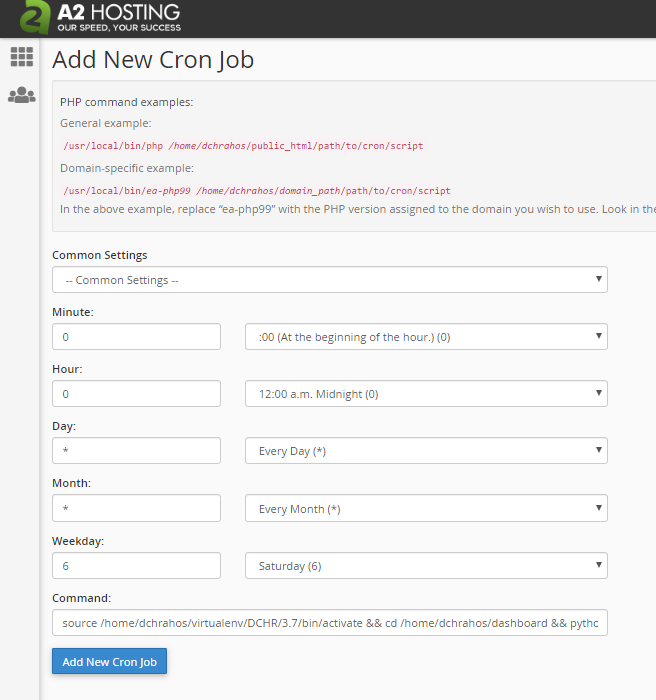 A2 HOSTING
OUR SPEED, YOUR SUCCESS
Add New Cron Job
PHP command examples:
General example:
/usr/local/bin/php /home/dchrahos/public_html/path/to/cron/script
Domain-specific example:
/usr/local/bin/ea-php99 /home/dchrahos/domain_path/path/to/cron/script
In the above example, replace “ea-php99” with the PHP version assigned to the domain you wish to use. Look in the
Common Settings
-- Common Settings --
Minute:
0 :00 (At the beginning of the hour.) (0)
Hour:
0 12:00 a.m. Midnight (0)
Day:
* Every Day (*)
Month:
* Every Month (*)
Weekday:
6 Saturday (6)
Command:
source /home/dchrahos/virtualenv/DCHR/3.7/bin/activate && cd /home/dchrahos/dashboard && pythc
Add New Cron Job